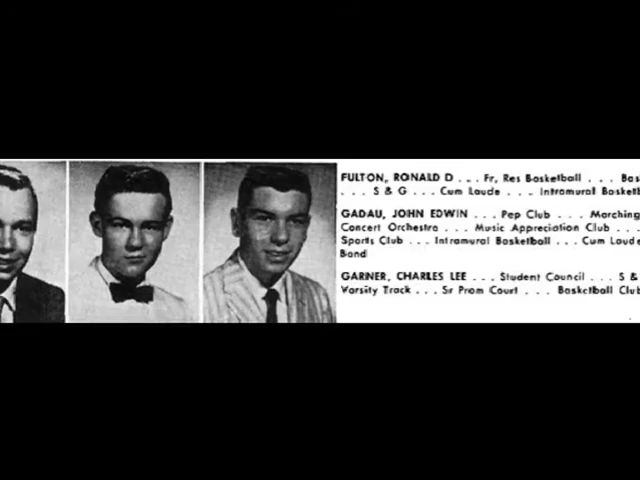 FULTON, RONALD D . . . Fr, Res Basketball . . . Bas
. . . S & G . . . Cum Laude . . . Intramural Basketb
GADAU, JOHN EDWIN . . . Pep Club . . . Marching
Concert Orchestra . . . Music Appreciation Club . . .
Sports Club . . . Intramural Basketball . . . Cum Laude
Band
GARNER, CHARLES LEE . . . Student Council . . . S &
Varsity Track . . . Sr Prom Court . . . Basketball Club